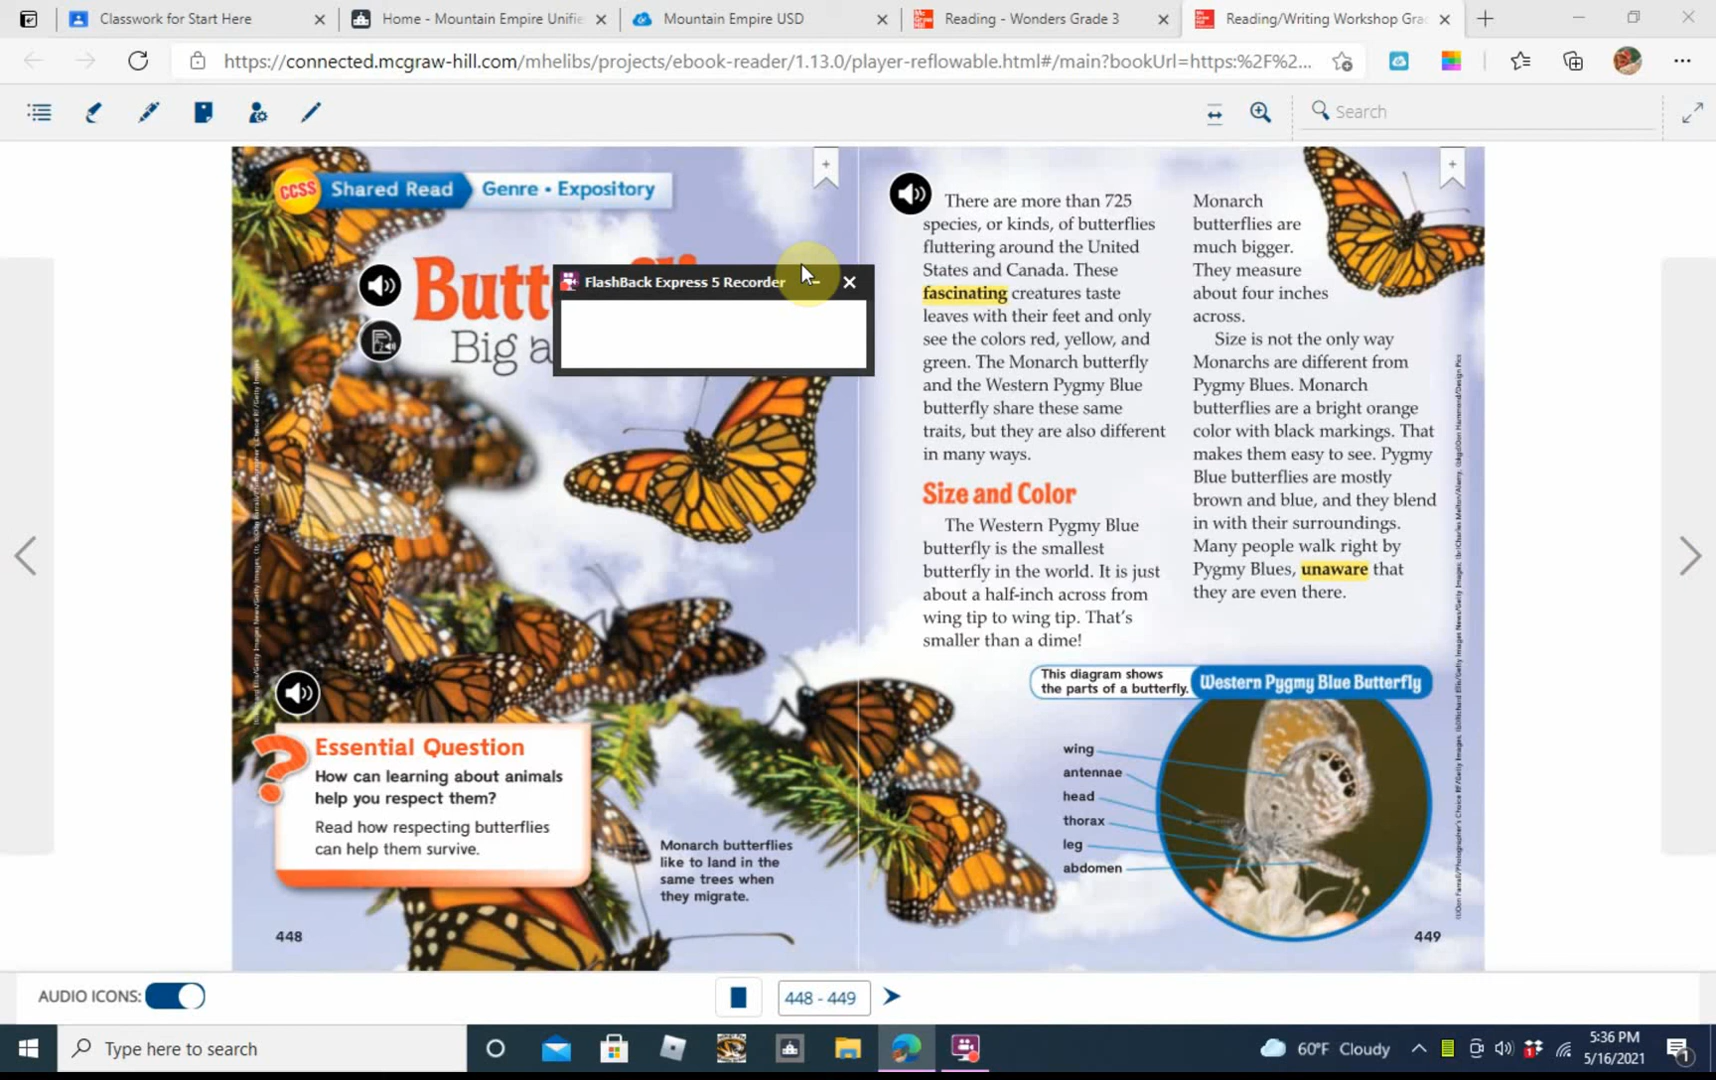 Classwork for Start Here
Home - Mountain Empire Unifie
Mountain Empire USD
Reading - Wonders Grade 3
Reading/Writing Workshop Gra
https://connected.mcgraw-hill.com/mhelibs/projects/ebook-reader/1.13.0/player-reflowable.html#/main?bookUrl=https:%2F%2...
Search
CCSS Shared Read Genre • Expository
Butt
Big a
FlashBack Express 5 Recorder
Essential Question
How can learning about animals
help you respect them?
Read how respecting butterflies
can help them survive.
Monarch butterflies
like to land in the
same trees when
they migrate.
448
There are more than 725
species, or kinds, of butterflies
fluttering around the United
States and Canada. These
fascinating creatures taste
leaves with their feet and only
see the colors red, yellow, and
green. The Monarch butterfly
and the Western Pygmy Blue
butterfly share these same
traits, but they are also different
in many ways.
Size and Color
The Western Pygmy Blue
butterfly is the smallest
butterfly in the world. It is just
about a half-inch across from
wing tip to wing tip. That's
smaller than a dime!
Monarch
butterflies are
much bigger.
They measure
about four inches
across.
Size is not the only way
Monarchs are different from
Pygmy Blues. Monarch
butterflies are a bright orange
color with black markings. That
makes them easy to see. Pygmy
Blue butterflies are mostly
brown and blue, and they blend
in with their surroundings.
Many people walk right by
Pygmy Blues, unaware that
they are even there.
This diagram shows
the parts of a butterfly.
Western Pygmy Blue Butterfly
wing
antennae
head
thorax
leg
abdomen
449
AUDIO ICONS:
448 - 449
Type here to search
60°F Cloudy
5:36 PM
5/16/2021
1